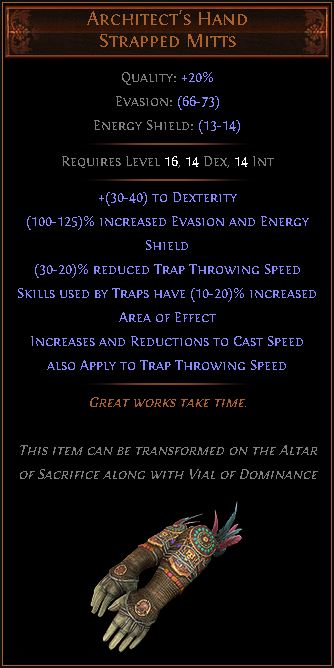 Architect's Hand
Strapped Mitts
Quality: +20%
Evasion: (66-73)
Energy Shield: (13-14)
Requires Level 16, 14 Dex, 14 Int
+(30-40) to Dexterity
(100-125)% increased Evasion and Energy
Shield
(30-20)% reduced Trap Throwing Speed
Skills used by Traps have (10-20)% increased
Area of Effect
Increases and Reductions to Cast Speed
also Apply to Trap Throwing Speed
Great works take time.
This item can be transformed on the Altar
of Sacrifice along with Vial of Dominance